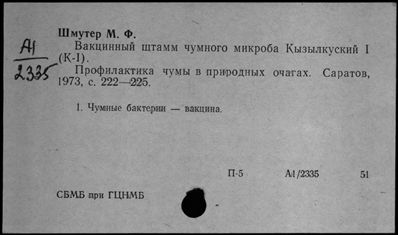 Шмутер М. Ф.
А1
2335
Вакцинный штамм чумного микроба Кызылкуский I
(К-I).
Профилактика чумы в природных очагах. Саратов,
1973, с. 222—225.
1. Чумные бактерии — вакцина.
П-5 А1/2335 51
СБМБ при ГЦНМБ